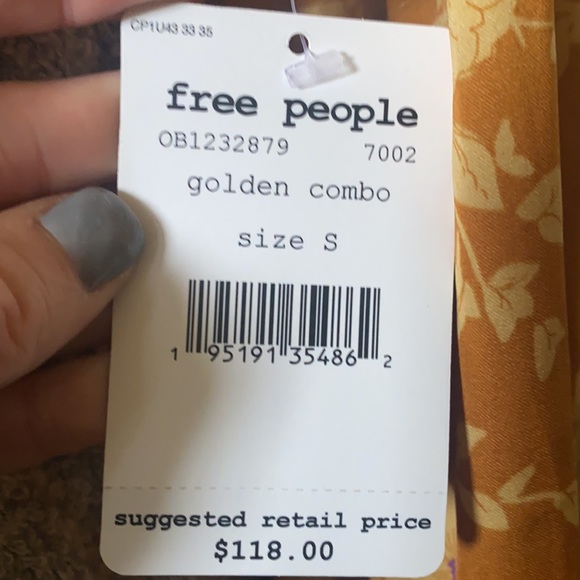 CP1U43 33 35
free people
OB1232879 7002
golden combo
size S
1 95191 35486 2
suggested retail price
$118.00